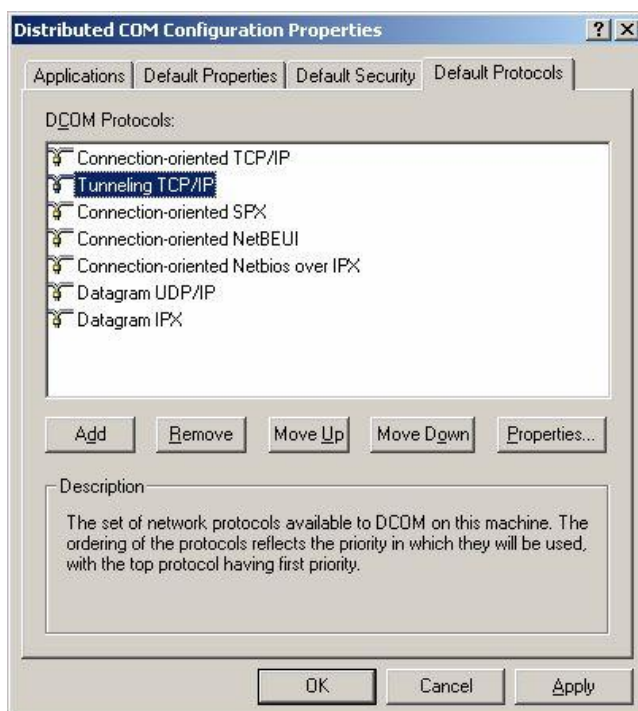 Distributed COM Configuration Properties
Applications
Default Properties
Default Security
Default Protocols
DCOM Protocols:
Connection-oriented TCP/IP
Tunneling TCP/IP
Connection-oriented SPX
Connection-oriented NetBEUI
Connection-oriented Netbios over IPX
Datagram UDP/IP
Datagram IPX
Add
Remove
Move Up
Move Down
Properties...
Description
The set of network protocols available to DCOM on this machine. The
ordering of the protocols reflects the priority in which they will be used,
with the top protocol having first priority.
OK
Cancel
Apply